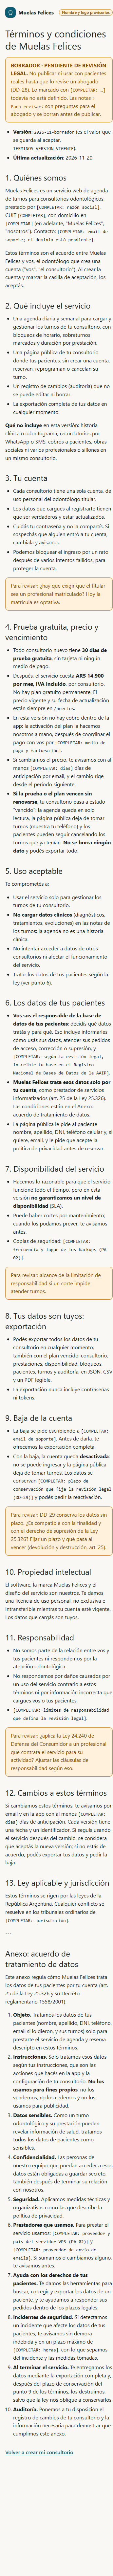 Muelas Felices
Nombre y logo provisorios
Términos y condiciones
de Muelas Felices
BORRADOR - PENDIENTE DE REVISIÓN
LEGAL. No publicar ni usar con pacientes
reales hasta que lo revise un abogado
(DD-28). Lo marcado con [COMPLETAR: …]
todavía no está definido. Las notas «
Para revisar: » son preguntas para el
abogado y se borran antes de publicar.
• Versión: 2026-11-borrador (es el valor que
se guarda al aceptar,
TERMINOS_VERSION_VIGENTE).
• Última actualización: 2026-11-20.
1. Quiénes somos
Muelas Felices es un servicio web de agenda
de turnos para consultorios odontológicos,
prestado por [COMPLETAR: razón social],
CUIT [COMPLETAR], con domicilio en
[COMPLETAR] (en adelante, "Muelas Felices",
"nosotros"). Contacto: [COMPLETAR: email de
soporte; el dominio está pendiente].
Estos términos son el acuerdo entre Muelas
Felices y vos, el odontólogo que crea una
cuenta ("vos", "el consultorio"). Al crear la
cuenta y marcar la casilla de aceptación, los
aceptás.
2. Qué incluye el servicio
• Una agenda diaria y semanal para cargar y
gestionar los turnos de tu consultorio, con
bloqueos de horario, sobreturnos
marcados y duración por prestación.
• Una página pública de tu consultorio
donde tus pacientes, sin crear una cuenta,
reservan, reprograman o cancelan su
turno.
• Un registro de cambios (auditoría) que no
se puede editar ni borrar.
• La exportación completa de tus datos en
cualquier momento.
Qué no incluye en esta versión: historia
clínica u odontograma, recordatorios por
WhatsApp o SMS, cobros a pacientes, obras
sociales ni varios profesionales o sillones en
un mismo consultorio.
3. Tu cuenta
• Cada consultorio tiene una sola cuenta, de
uso personal del odontólogo titular.
• Los datos que cargues al registrarte tienen
que ser verdaderos y estar actualizados.
• Cuidás tu contraseña y no la compartís. Si
sospechás que alguien entró a tu cuenta,
cambiala y avisanos.
• Podemos bloquear el ingreso por un rato
después de varios intentos fallidos, para
proteger la cuenta.
Para revisar: ¿hay que exigir que el titular
sea un profesional matriculado? Hoy la
matrícula es optativa.
4. Prueba gratuita, precio y
vencimiento
• Todo consultorio nuevo tiene 30 días de
prueba gratuita, sin tarjeta ni ningún
medio de pago.
• Después, el servicio cuesta ARS 14.900
por mes, IVA incluido, por consultorio. No
hay plan gratuito permanente. El precio
vigente y su fecha de actualización están
siempre en /precios.
• En esta versión no hay cobro dentro de la
app: la activación del plan la hacemos
nosotros a mano, después de coordinar el
pago con vos por [COMPLETAR: medio de
pago y facturación].
• Si cambiamos el precio, te avisamos con al
menos [COMPLETAR: días] días de
anticipación por email, y el cambio rige
desde el período siguiente.
• Si la prueba o el plan vencen sin
renovarse, tu consultorio pasa a estado
"vencido": la agenda queda en solo
lectura, la página pública deja de tomar
turnos (muestra tu teléfono) y los
pacientes pueden seguir cancelando los
turnos que ya tenían. No se borra ningún
dato y podés exportar todo.
5. Uso aceptable
Te comprometés a:
• Usar el servicio solo para gestionar los
turnos de tu consultorio.
• No cargar datos clínicos (diagnósticos,
tratamientos, evoluciones) en las notas de
los turnos: la agenda no es una historia
clínica.
• No intentar acceder a datos de otros
consultorios ni afectar el funcionamiento
del servicio.
• Tratar los datos de tus pacientes según la
ley (ver punto 6).
6. Los datos de tus pacientes
• Vos sos el responsable de la base de
datos de tus pacientes: decidís qué datos
tratás y para qué. Eso incluye informarles
cómo usás sus datos, atender sus pedidos
de acceso, corrección o supresión, y
[COMPLETAR: según la revisión legal,
inscribir tu base en el Registro
Nacional de Bases de Datos de la AAIP].
• Muelas Felices trata esos datos solo por
tu cuenta, como prestador de servicios
informatizados (art. 25 de la Ley 25.326).
Las condiciones están en el Anexo:
acuerdo de tratamiento de datos.
• La página pública le pide al paciente
nombre, apellido, DNI, teléfono celular y, si
quiere, email, y le pide que acepte la
política de privacidad antes de reservar.
7. Disponibilidad del servicio
• Hacemos lo razonable para que el servicio
funcione todo el tiempo, pero en esta
versión no garantizamos un nivel de
disponibilidad (SLA).
• Puede haber cortes por mantenimiento;
cuando los podamos prever, te avisamos
antes.
• Copias de seguridad: [COMPLETAR:
frecuencia y lugar de los backups (PA-
02)].
Para revisar: alcance de la limitación de
responsabilidad si un corte impide
atender turnos.
8. Tus datos son tuyos:
exportación
• Podés exportar todos los datos de tu
consultorio en cualquier momento,
también con el plan vencido: consultorio,
prestaciones, disponibilidad, bloqueos,
pacientes, turnos y auditoría, en JSON, CSV
y un PDF legible.
• La exportación nunca incluye contraseñas
ni tokens.
9. Baja de la cuenta
• La baja se pide escribiendo a [COMPLETAR:
email de soporte]. Antes de darla, te
ofrecemos la exportación completa.
• Con la baja, la cuenta queda desactivada:
no se puede ingresar y la página pública
deja de tomar turnos. Los datos se
conservan [COMPLETAR: plazo de
conservación que fije la revisión legal
(DD-29)] y podés pedir la reactivación.
Para revisar: DD-29 conserva los datos sin
plazo. ¿Es compatible con la finalidad y
con el derecho de supresión de la Ley
25.326? Fijar un plazo y qué pasa al
vencer (devolución y destrucción, art. 25).
10. Propiedad intelectual
El software, la marca Muelas Felices y el
diseño del servicio son nuestros. Te damos
una licencia de uso personal, no exclusiva e
intransferible mientras tu cuenta esté vigente.
Los datos que cargás son tuyos.
11. Responsabilidad
• No somos parte de la relación entre vos y
tus pacientes ni respondemos por la
atención odontológica.
• No respondemos por daños causados por
un uso del servicio contrario a estos
términos ni por información incorrecta que
cargues vos o tus pacientes.
• [COMPLETAR: límites de responsabilidad
que defina la revisión legal].
Para revisar: ¿aplica la Ley 24.240 de
Defensa del Consumidor a un profesional
que contrata el servicio para su
actividad? Ajustar las cláusulas de
responsabilidad según eso.
12. Cambios a estos términos
Si cambiamos estos términos, te avisamos por
email y en la app con al menos [COMPLETAR:
días] días de anticipación. Cada versión tiene
una fecha y un identificador. Si seguís usando
el servicio después del cambio, se considera
que aceptás la nueva versión; si no estás de
acuerdo, podés exportar tus datos y pedir la
baja.
13. Ley aplicable y jurisdicción
Estos términos se rigen por las leyes de la
República Argentina. Cualquier conflicto se
resuelve en los tribunales ordinarios de
[COMPLETAR: jurisdicción].
---
Anexo: acuerdo de
tratamiento de datos
Este anexo regula cómo Muelas Felices trata
los datos de tus pacientes por tu cuenta (art.
25 de la Ley 25.326 y su Decreto
reglamentario 1558/2001).
1. Objeto. Tratamos los datos de tus
pacientes (nombre, apellido, DNI, teléfono,
email si lo dieron, y sus turnos) solo para
prestarte el servicio de agenda y reserva
descripto en estos términos.
2. Instrucciones. Solo tratamos esos datos
según tus instrucciones, que son las
acciones que hacés en la app y la
configuración de tu consultorio. No los
usamos para fines propios, no los
vendemos, no los cedemos y no los
usamos para publicidad.
3. Datos sensibles. Como un turno
odontológico y su prestación pueden
revelar información de salud, tratamos
todos los datos de pacientes como
sensibles.
4. Confidencialidad. Las personas de
nuestro equipo que puedan acceder a esos
datos están obligadas a guardar secreto,
también después de terminar su relación
con nosotros.
5. Seguridad. Aplicamos medidas técnicas y
organizativas como las que describe la
política de privacidad.
6. Prestadores que usamos. Para prestar el
servicio usamos: [COMPLETAR: proveedor y
país del servidor VPS (PA-02)] y
[COMPLETAR: proveedor de envío de
emails]. Si sumamos o cambiamos alguno,
te avisamos antes.
7. Ayuda con los derechos de tus
pacientes. Te damos las herramientas para
buscar, corregir y exportar los datos de un
paciente, y te ayudamos a responder sus
pedidos dentro de los plazos legales.
8. Incidentes de seguridad. Si detectamos
un incidente que afecte los datos de tus
pacientes, te avisamos sin demora
indebida y en un plazo máximo de
[COMPLETAR: horas], con lo que sepamos
del incidente y las medidas tomadas.
9. Al terminar el servicio. Te entregamos los
datos mediante la exportación completa y,
después del plazo de conservación del
punto 9 de los términos, los destruimos,
salvo que la ley nos obligue a conservarlos.
10. Auditoría. Ponemos a tu disposición el
registro de cambios de tu consultorio y la
información necesaria para demostrar que
cumplimos este anexo.
Volver a crear mi consultorio